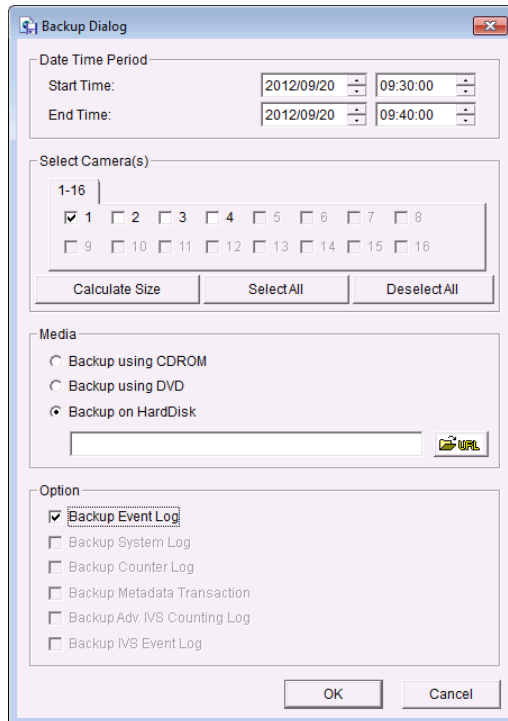 Backup Dialog
Date Time Period
Start Time: 2012/09/20 09:30:00
End Time: 2012/09/20 09:40:00
Select Camera(s)
1-16
1 2 3 4 5 6 7 8
9 10 11 12 13 14 15 16
Calculate Size Select All Deselect All
Media
Backup using CDROM
Backup using DVD
Backup on HardDisk
URL
Option
Backup Event Log
Backup System Log
Backup Counter Log
Backup Metadata Transaction
Backup Adv. IVS Counting Log
Backup IVS Event Log
OK Cancel